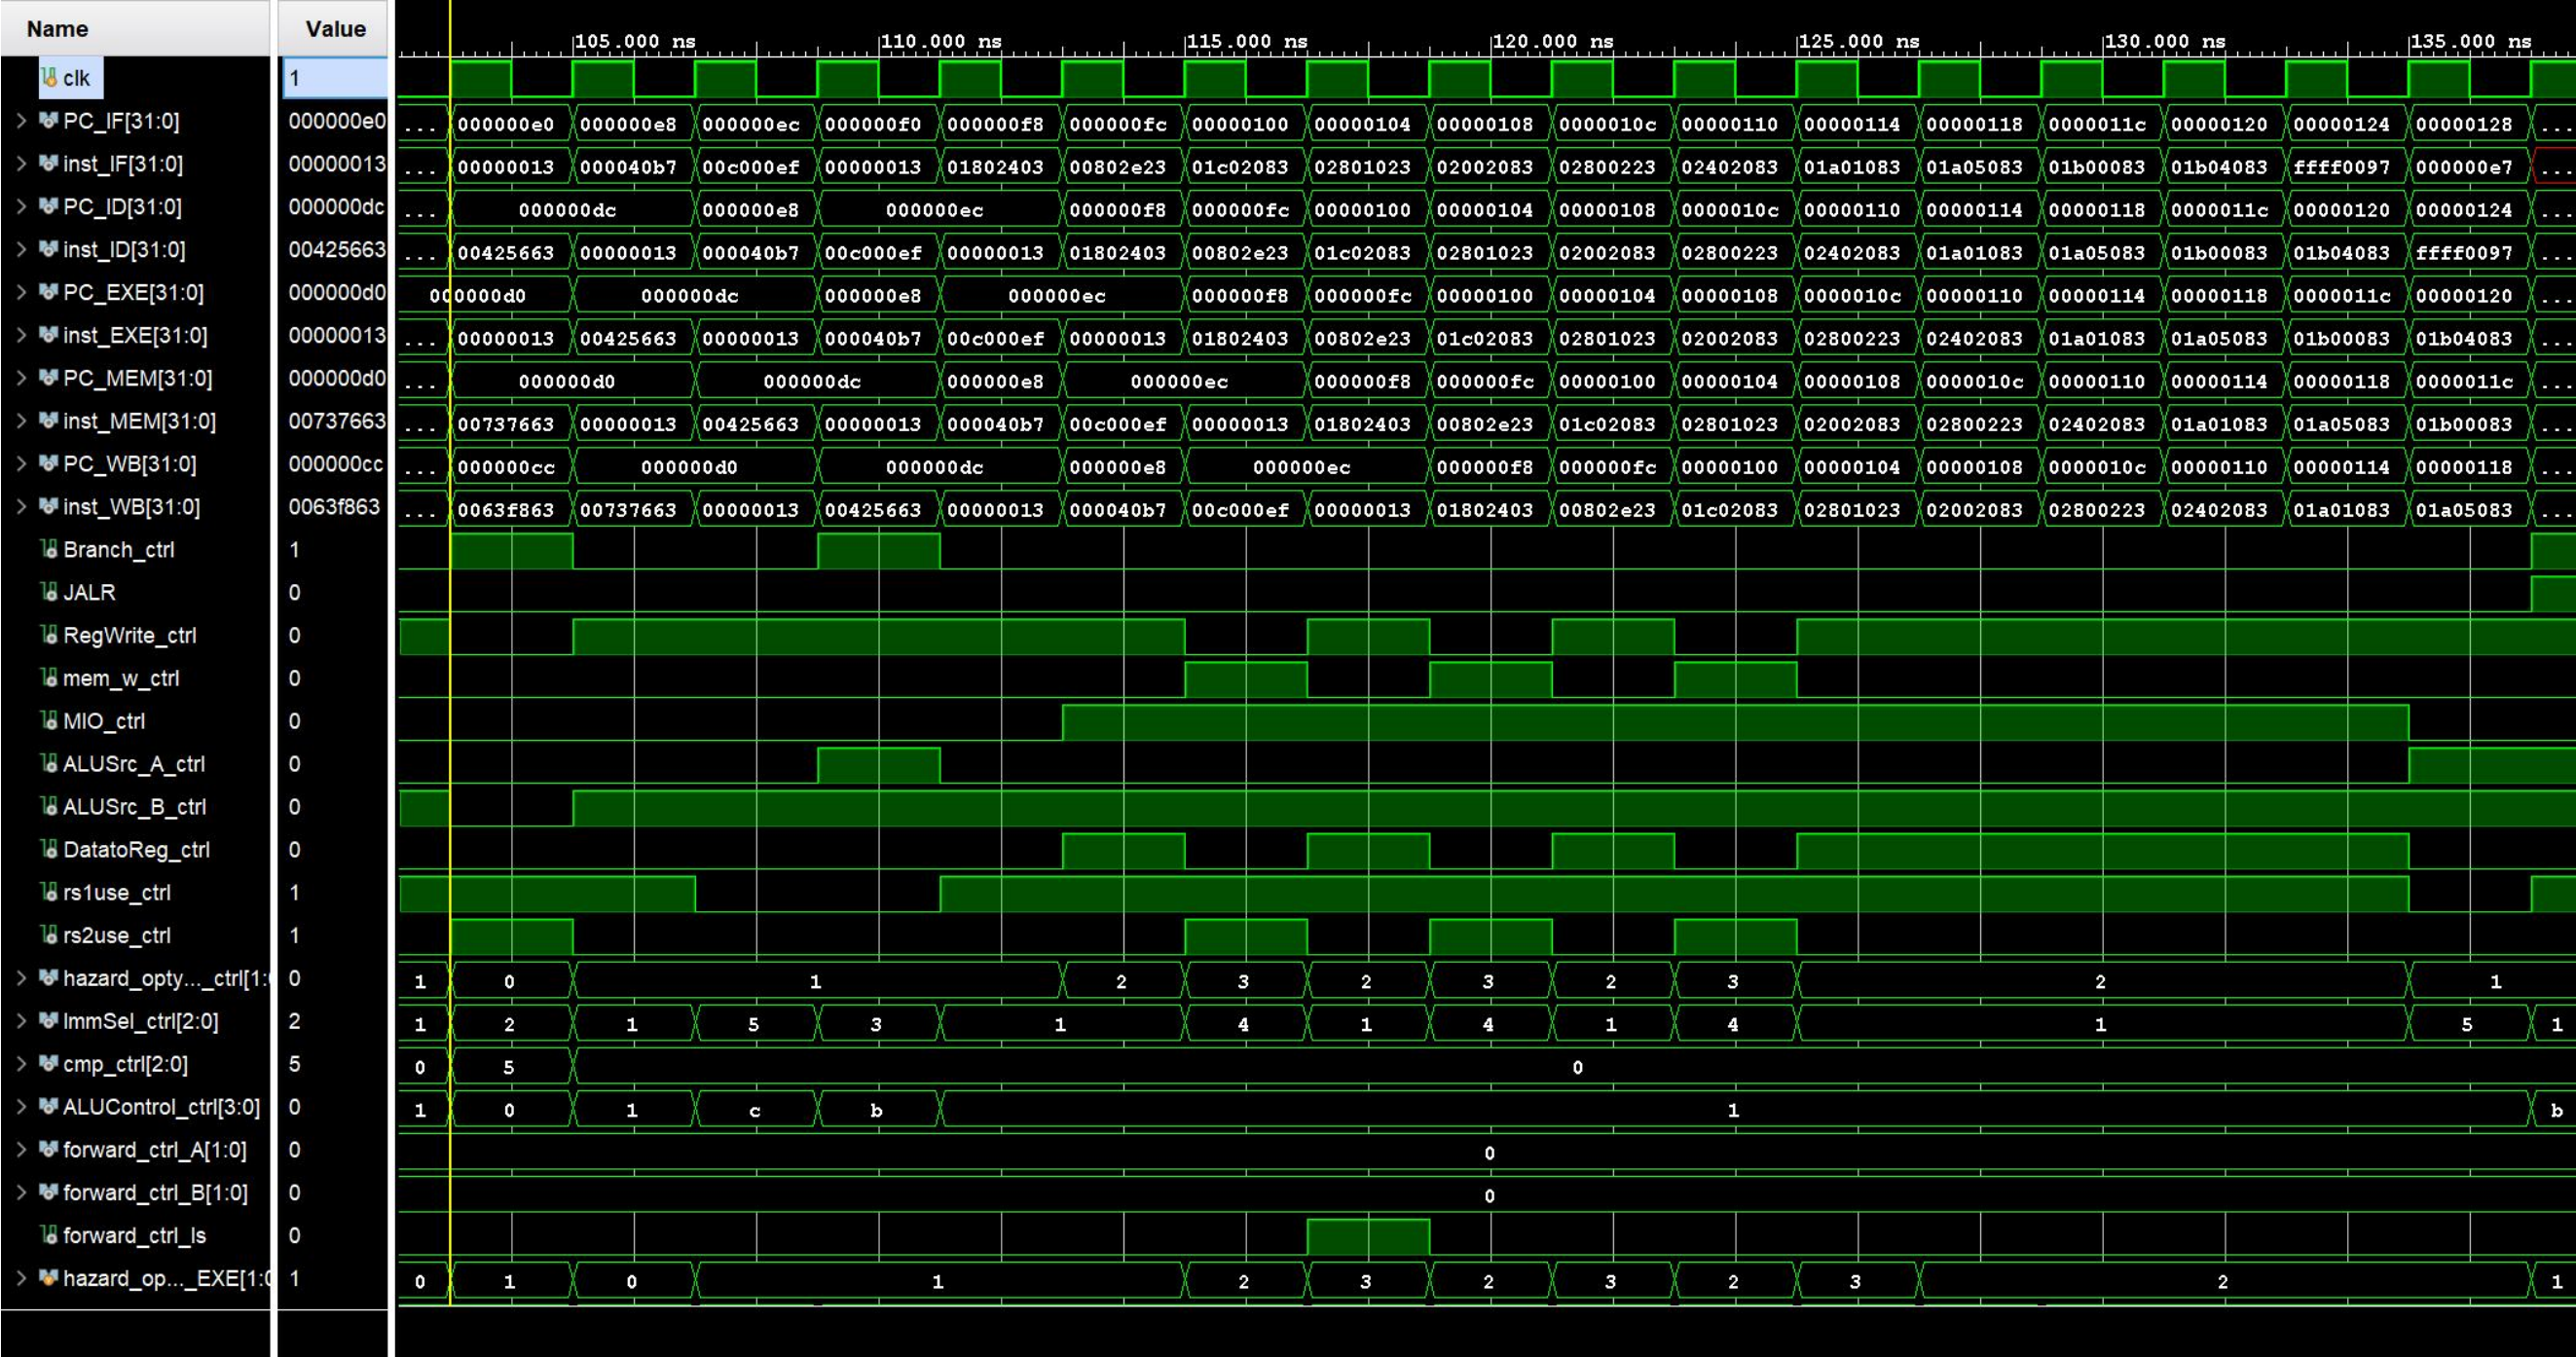 Name Value 105.000 ns 110.000 ns 115.000 ns 120.000 ns 125.000 ns 130.000 ns 135.000 ns
clk 1
PC_IF[31:0] 000000e0 ... 000000e0 000000e8 000000ec 000000f0 000000f8 000000fc 00000100 00000104 00000108 0000010c 00000110 00000114 00000118 0000011c 00000120 00000124 00000128 ...
inst_IF[31:0] 00000013 ... 00000013 000040b7 00c000ef 00000013 01802403 00802e23 01c02083 02801023 02002083 02800223 02402083 01a01083 01a05083 01b00083 01b04083 ffff0097 000000e7 ...
PC_ID[31:0] 000000dc ... 000000dc 000000e8 000000ec 000000f8 000000fc 00000100 00000104 00000108 0000010c 00000110 00000114 00000118 0000011c 00000120 00000124 ...
inst_ID[31:0] 00425663 ... 00425663 00000013 000040b7 00c000ef 00000013 01802403 00802e23 01c02083 02801023 02002083 02800223 02402083 01a01083 01a05083 01b00083 01b04083 ffff0097 ...
PC_EXE[31:0] 000000d0 000000d0 000000dc 000000e8 000000ec 000000f8 000000fc 00000100 00000104 00000108 0000010c 00000110 00000114 00000118 0000011c 00000120 ...
inst_EXE[31:0] 00000013 ... 00000013 00425663 00000013 000040b7 00c000ef 00000013 01802403 00802e23 01c02083 02801023 02002083 02800223 02402083 01a01083 01a05083 01b00083 01b04083 ...
PC_MEM[31:0] 000000d0 ... 000000d0 000000dc 000000e8 000000ec 000000f8 000000fc 00000100 00000104 00000108 0000010c 00000110 00000114 00000118 0000011c ...
inst_MEM[31:0] 00737663 ... 00737663 00000013 00425663 00000013 000040b7 00c000ef 00000013 01802403 00802e23 01c02083 02801023 02002083 02800223 02402083 01a01083 01a05083 01b00083 ...
PC_WB[31:0] 000000cc ... 000000cc 000000d0 000000dc 000000e8 000000ec 000000f8 000000fc 00000100 00000104 00000108 0000010c 00000110 00000114 00000118 ...
inst_WB[31:0] 0063f863 ... 0063f863 00737663 00000013 00425663 00000013 000040b7 00c000ef 00000013 01802403 00802e23 01c02083 02801023 02002083 02800223 02402083 01a01083 01a05083 ...
Branch_ctrl 1
JALR 0
RegWrite_ctrl 0
mem_w_ctrl 0
MIO_ctrl 0
ALUSrc_A_ctrl 0
ALUSrc_B_ctrl 0
DatatoReg_ctrl 0
rs1use_ctrl 1
rs2use_ctrl 1
hazard_opty..._ctrl[1: 0 1 0 1 2 3 2 3 2 3 2 1
ImmSel_ctrl[2:0] 2 1 2 1 5 3 1 4 1 4 1 4 1 5 1
cmp_ctrl[2:0] 5 0 5 0
ALUControl_ctrl[3:0] 0 1 0 1 c b 1 b
forward_ctrl_A[1:0] 0 0
forward_ctrl_B[1:0] 0 0
forward_ctrl_ls 0
hazard_op..._EXE[1:0 1 0 1 0 1 2 3 2 3 2 3 2 1